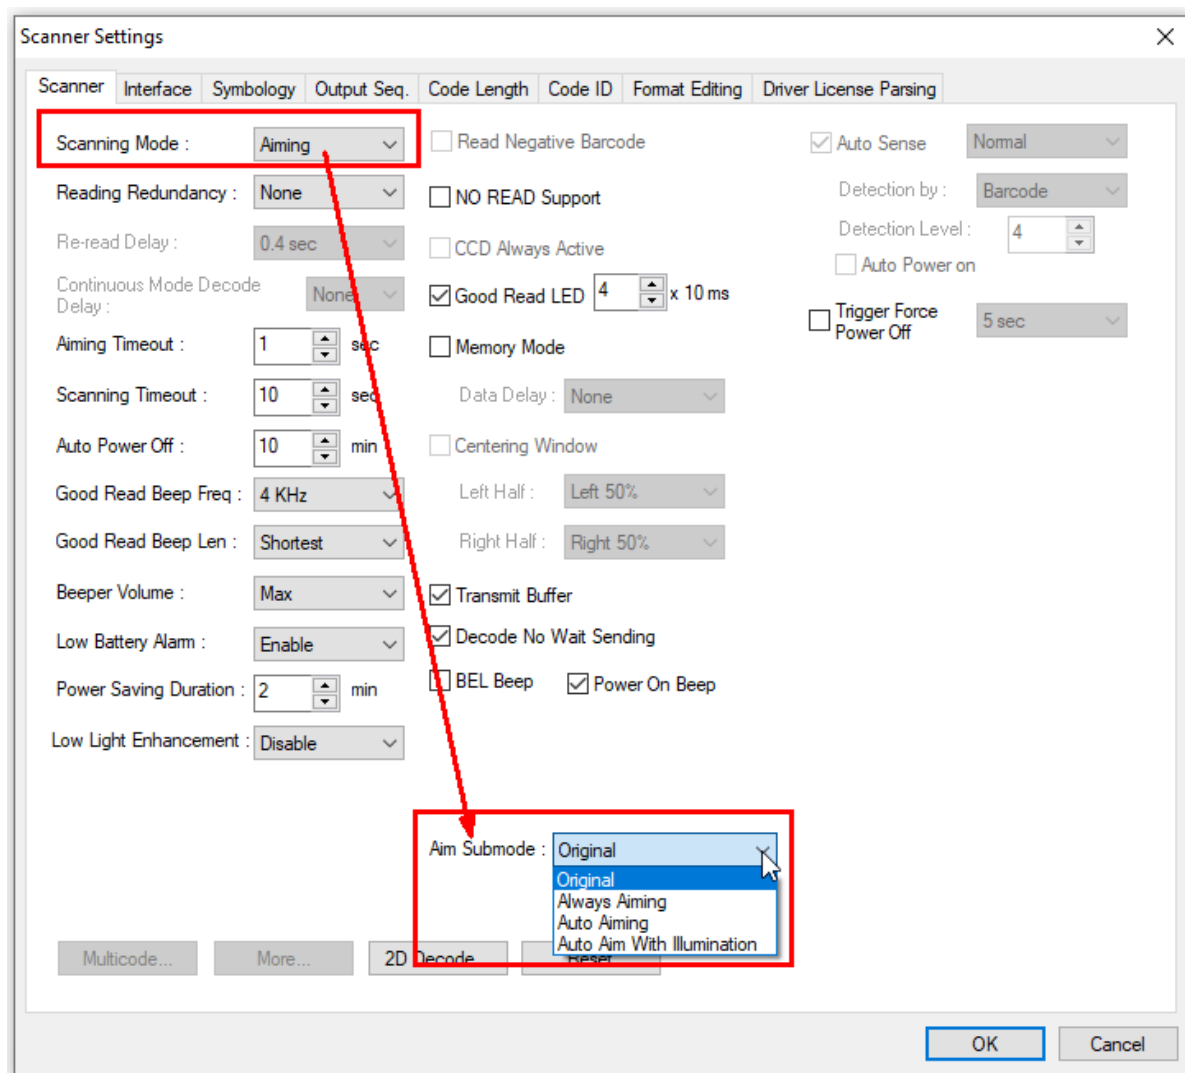 Scanner Settings
Scanner Interface Symbology Output Seq. Code Length Code ID Format Editing Driver License Parsing
Scanning Mode : Aiming
Reading Redundancy : None
Re-read Delay : 0.4 sec
Continuous Mode Decode
Delay : None
Aiming Timeout : 1 sec
Scanning Timeout : 10 sec
Auto Power Off : 10 min
Good Read Beep Freq : 4 KHz
Good Read Beep Len : Shortest
Beeper Volume : Max
Low Battery Alarm : Enable
Power Saving Duration : 2 min
Low Light Enhancement : Disable
Read Negative Barcode
NO READ Support
CCD Always Active
Good Read LED 4 x 10 ms
Memory Mode
Data Delay : None
Centering Window
Left Half : Left 50%
Right Half : Right 50%
Transmit Buffer
Decode No Wait Sending
BEL Beep Power On Beep
Auto Sense Normal
Detection by : Barcode
Detection Level : 4
Auto Power on
Trigger Force
Power Off 5 sec
Aim Submode : Original
Original
Always Aiming
Auto Aiming
Auto Aim With Illumination
Multicode... More... 2D Decode Reset
OK Cancel